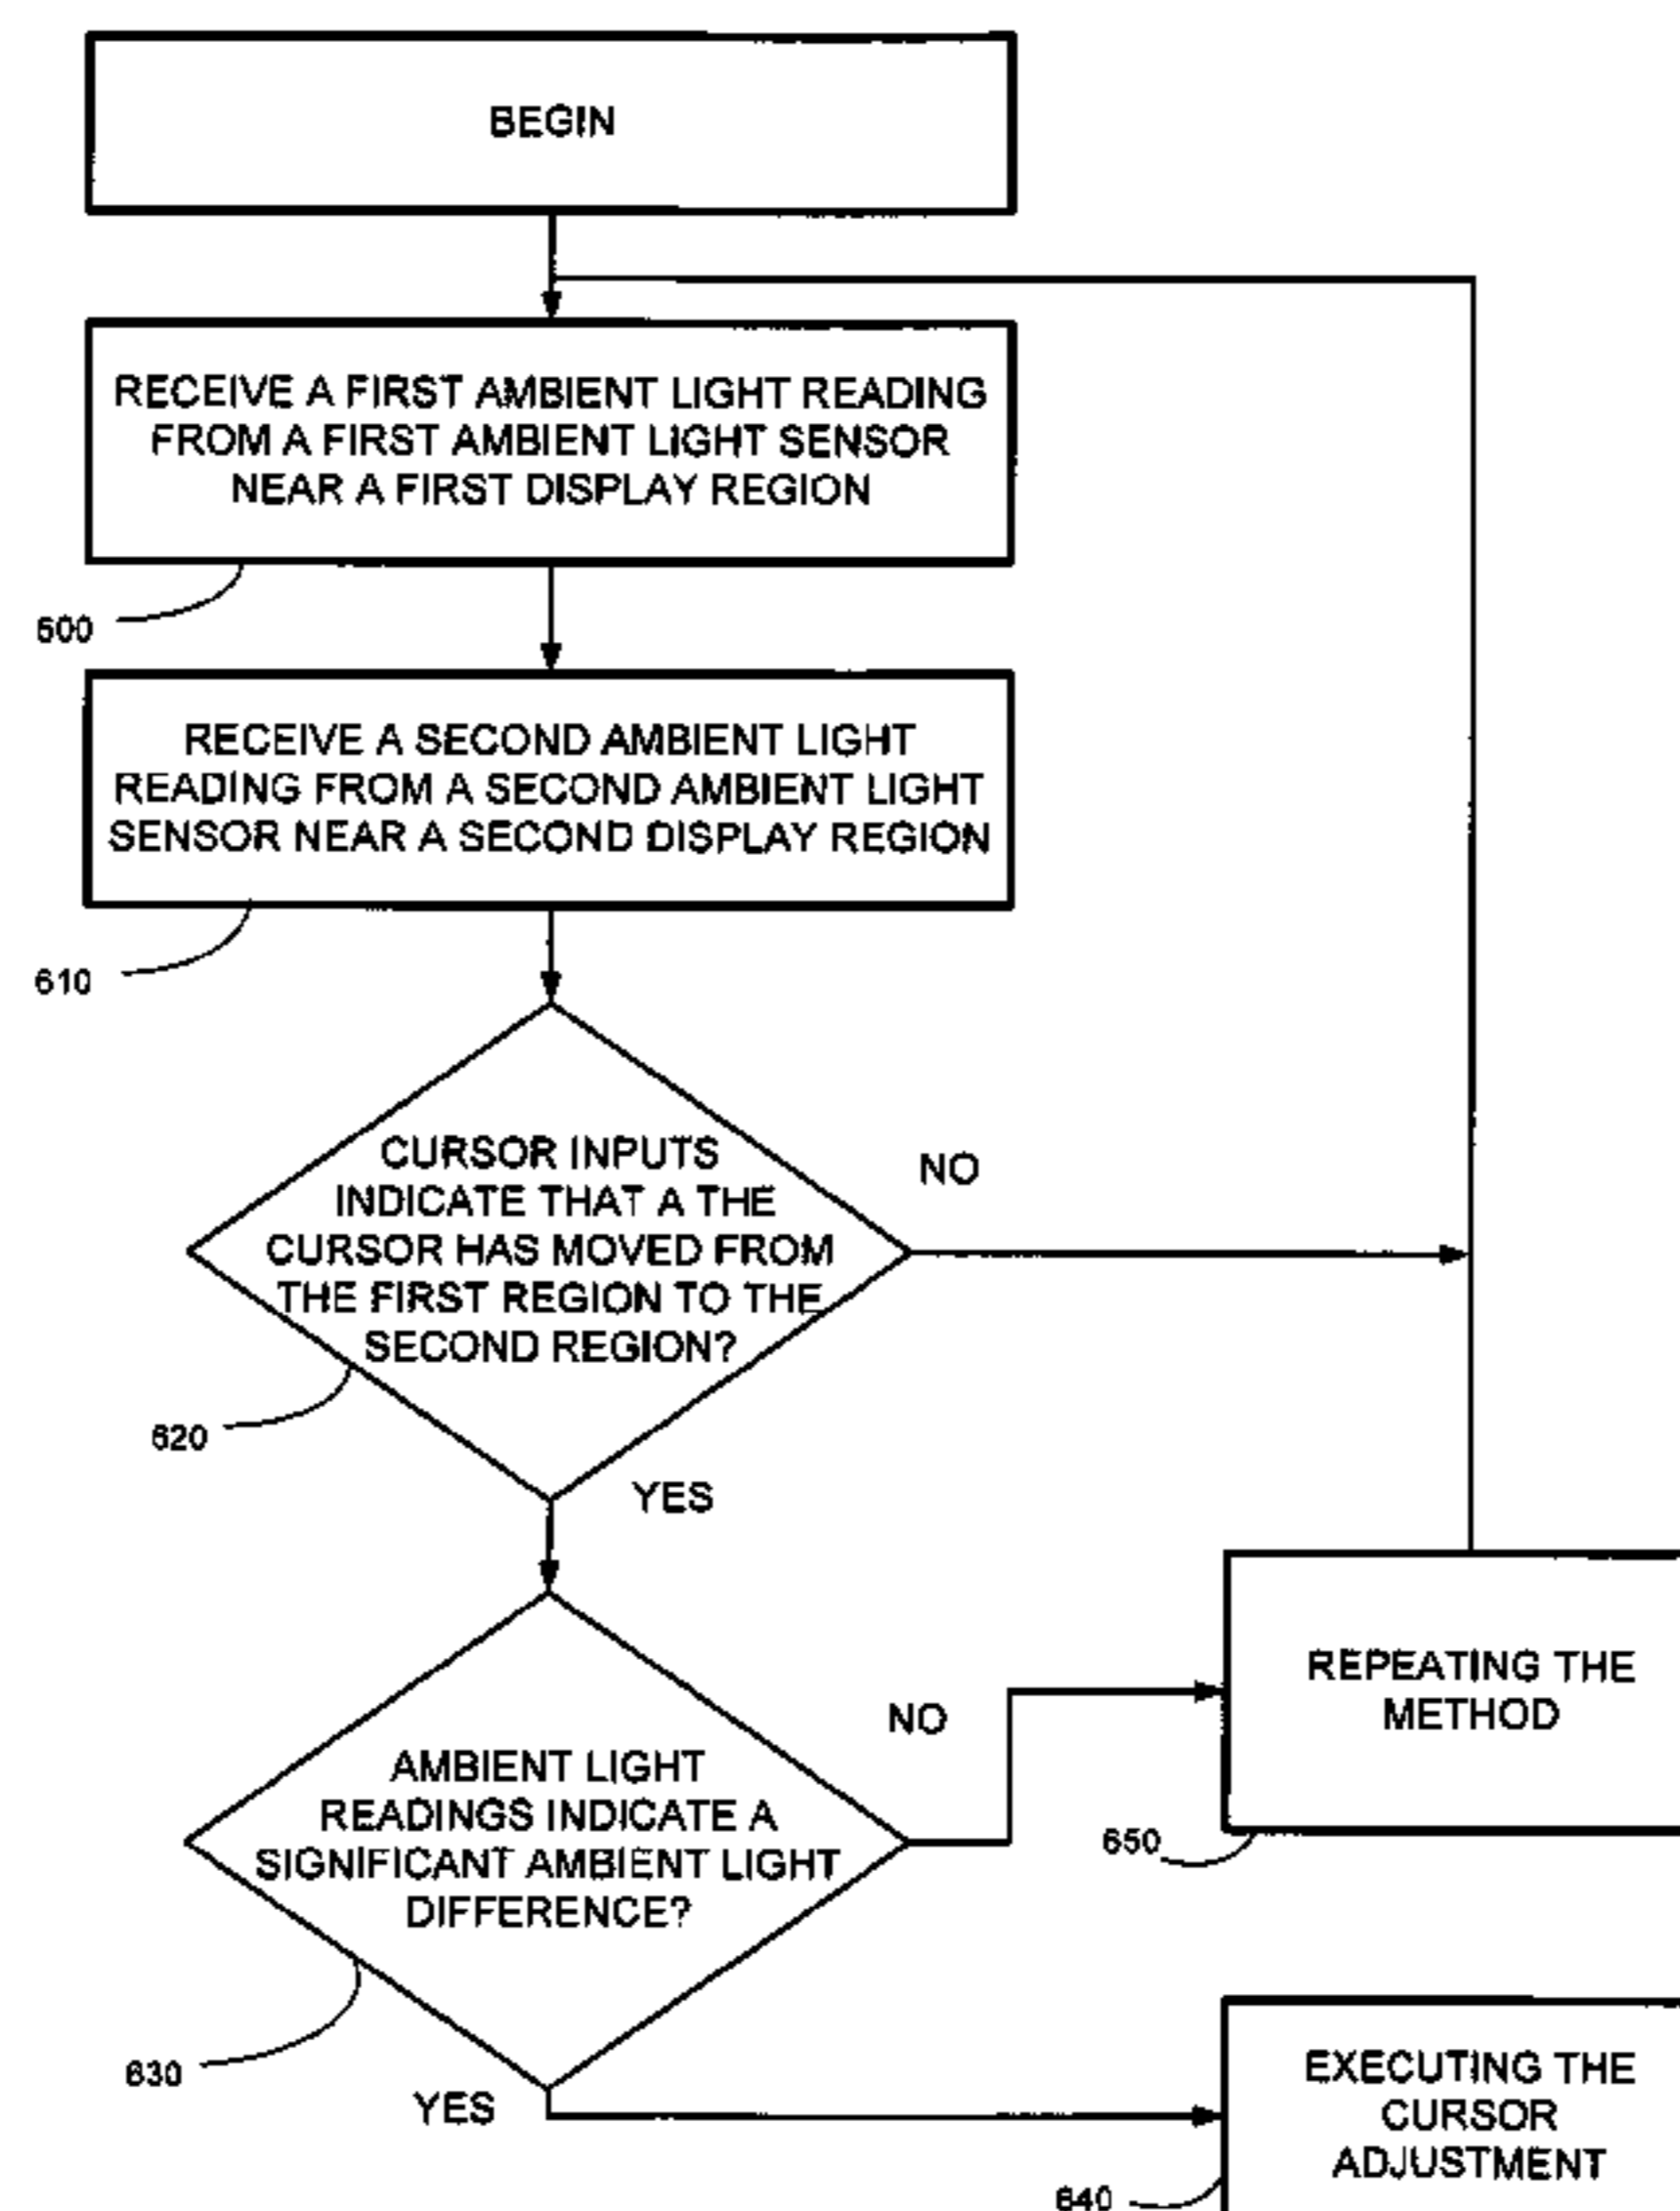 BEGIN
RECEIVE A FIRST AMBIENT LIGHT READING
FROM A FIRST AMBIENT LIGHT SENSOR
NEAR A FIRST DISPLAY REGION
600
RECEIVE A SECOND AMBIENT LIGHT
READING FROM A SECOND AMBIENT LIGHT
SENSOR NEAR A SECOND DISPLAY REGION
610
CURSOR INPUTS
INDICATE THAT A THE
CURSOR HAS MOVED FROM
THE FIRST REGION TO THE
SECOND REGION?
NO
620
YES
REPEATING THE
METHOD
650
AMBIENT LIGHT
READINGS INDICATE A
SIGNIFICANT AMBIENT LIGHT
DIFFERENCE?
NO
630
YES
EXECUTING THE
CURSOR
ADJUSTMENT
640